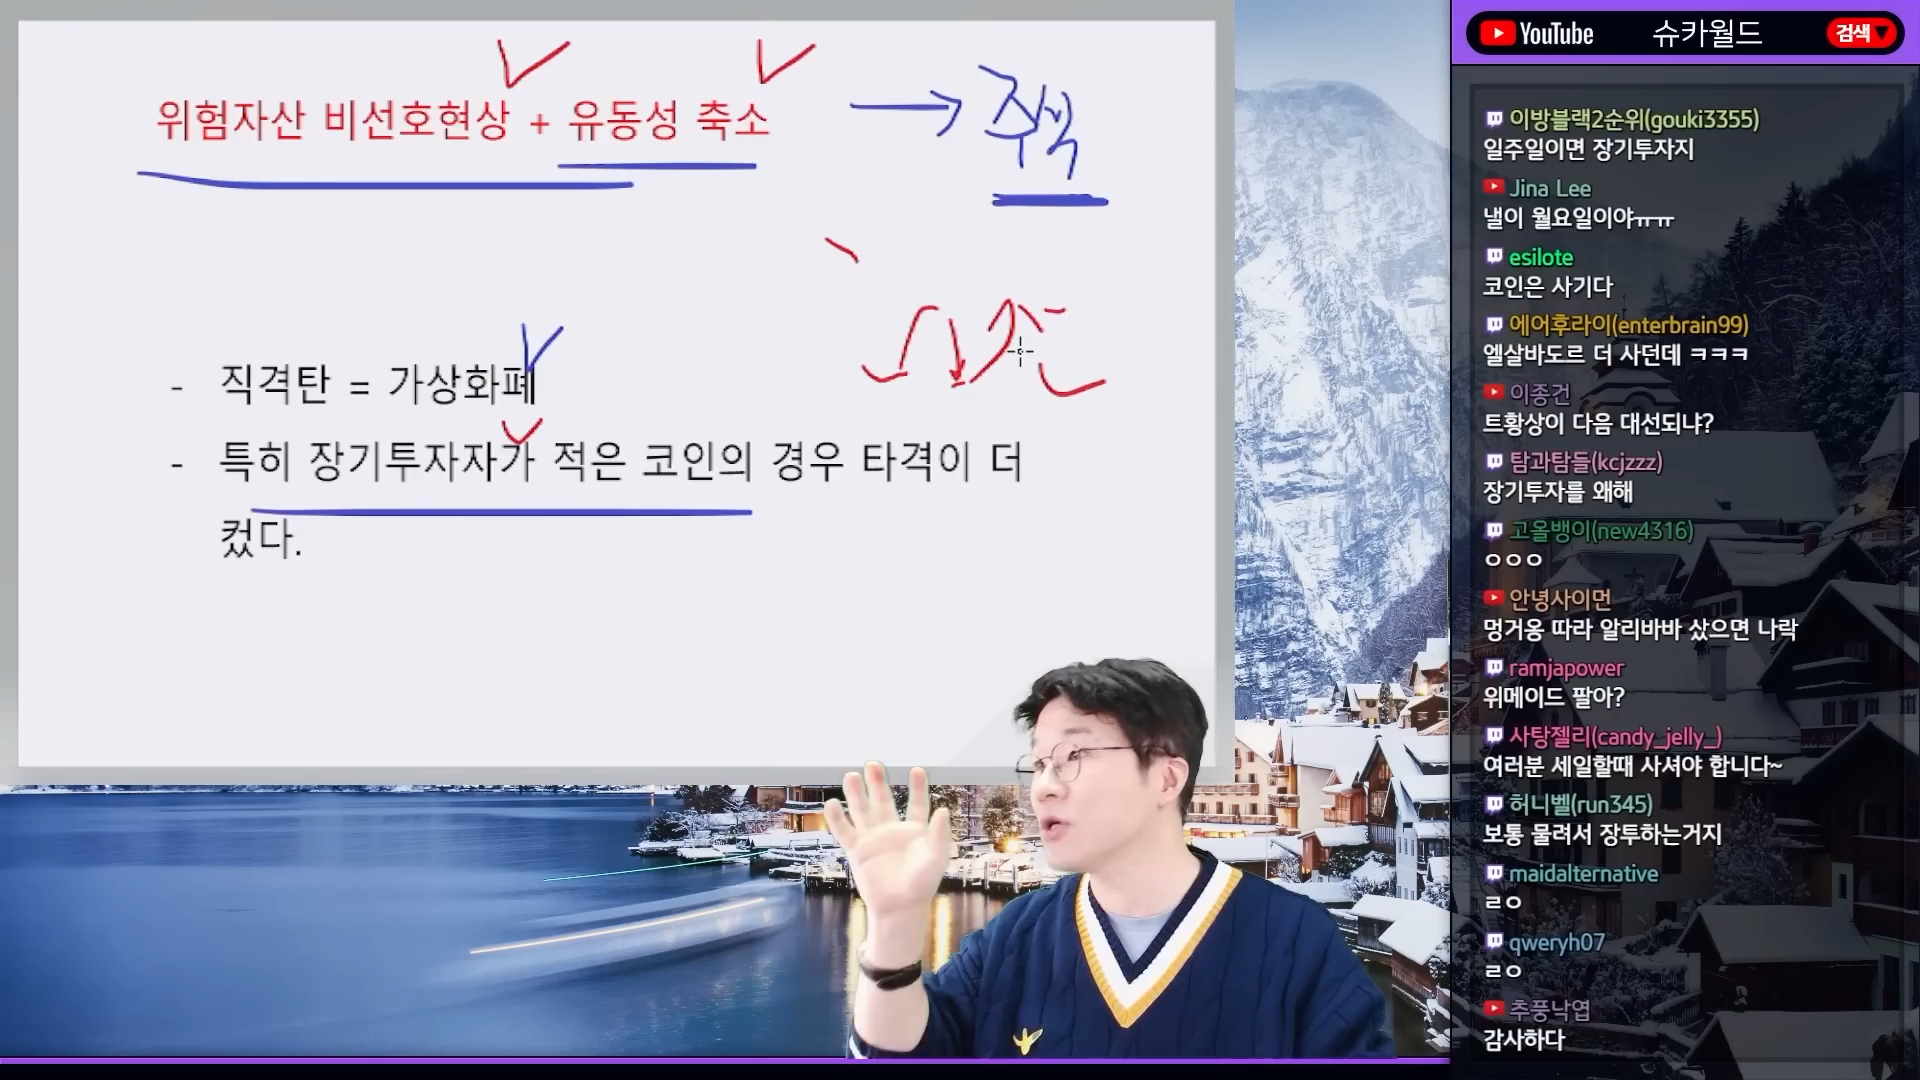 위험자산 비선호현상 + 유동성 축소
- 직격탄 = 가상화폐
- 특히 장기투자자가 적은 코인의 경우 타격이 더
컸다.
YouTube 슈카월드 검색
이방블랙2순위(gouki3355)
일주일이면 장기투자지
Jina Lee
낼이 월요일이야ㅠㅠ
esilote
코인은 사기다
에어후라이(enterbrain99)
엘살바도르 더 사던데 ㅋㅋㅋ
이종건
트황상이 다음 대선되냐?
탐과탐들(kcjzzz)
장기투자를 왜해
고올뱅이(new4316)
ㅇㅇㅇ
안녕사이먼
멍거옹 따라 알리바바 샀으면 나락
ramjapower
위메이드 팔아?
사탕젤리(candy_jelly_)
여러분 세일할때 사셔야 합니다~
허니벨(run345)
보통 물려서 장투하는거지
maidalternative
ㄹㅇ
qweryh07
ㄹㅇ
추풍낙엽
감사하다